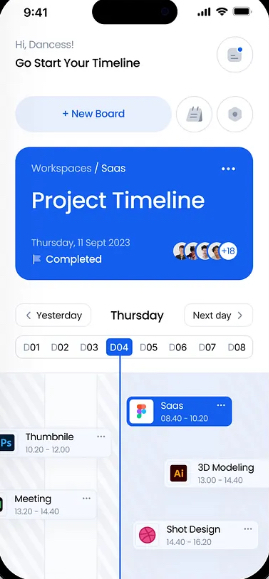 9:41
Hi, Dancess!
Go Start Your Timeline
+ New Board
Workspaces / Saas
Project Timeline
Thursday, 11 Sept 2023
Completed
+18
Yesterday
Thursday
Next day
D01 D02 D03 D04 D05 D06 D07 D08
Saas
08.40 - 10.20
Ps
Thumbnile
10.20 - 12.00
Ai
3D Modeling
13.00 - 14.40
Meeting
13.20 - 14.40
Shot Design
14.40 - 16.20